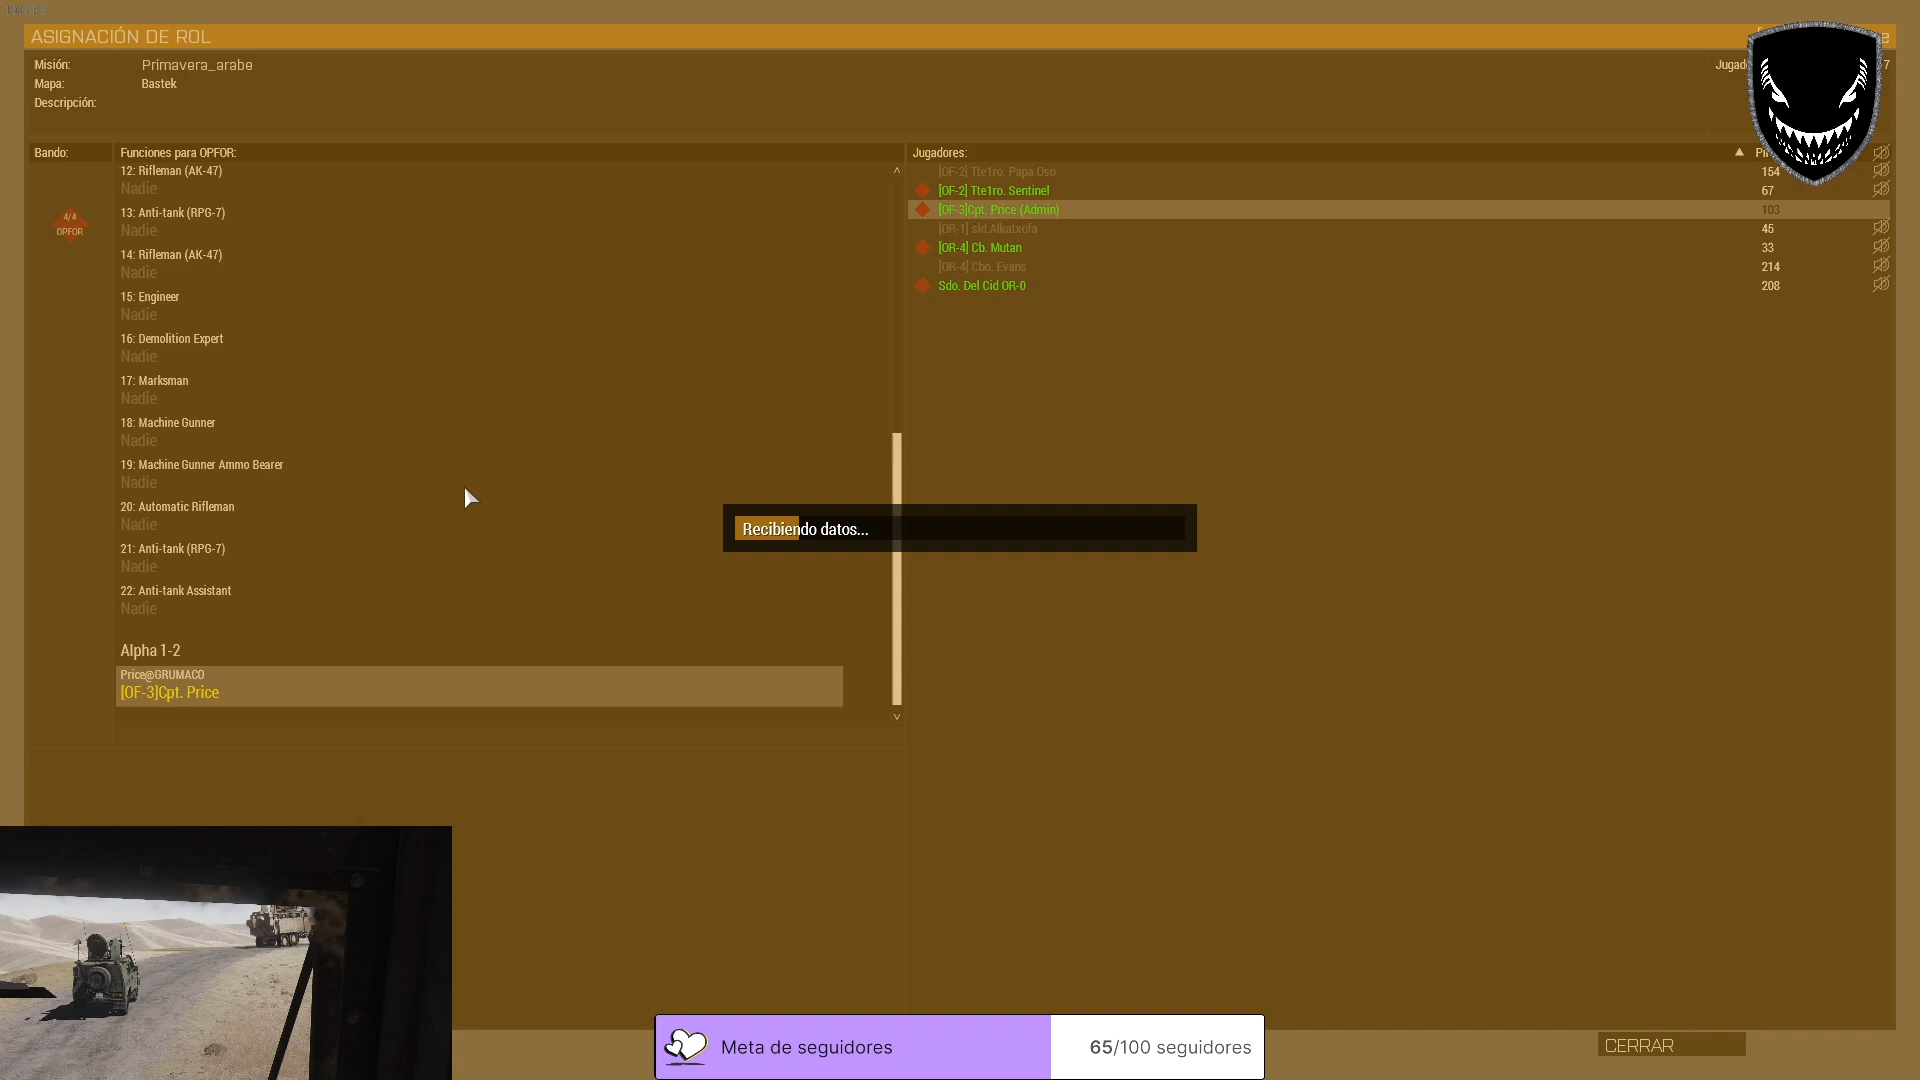 ASIGNACIÓN DE ROL
Misión: Primavera_arabe
Mapa: Bastek
Descripción:
7
Bando:
Funciones para OPFOR:
Jugadores:
4/4
OPFOR
12: Rifleman (AK-47)
Nadie
13: Anti-tank (RPG-7)
Nadie
14: Rifleman (AK-47)
Nadie
15: Engineer
Nadie
16: Demolition Expert
Nadie
17: Marksman
Nadie
18: Machine Gunner
Nadie
19: Machine Gunner Ammo Bearer
Nadie
20: Automatic Rifleman
Nadie
21: Anti-tank (RPG-7)
Nadie
22: Anti-tank Assistant
Nadie
Alpha 1-2
Price@GRUMACO
[OF-3]Cpt. Price
[OF-2] Tte1ro. Papa Oso 154
[OF-2] Tte1ro. Sentinel 67
[OF-3]Cpt. Price (Admin) 103
[OR-1] sld.Alkatxofa 45
[OR-4] Cb. Mutan 33
[OR-4] Cbo. Evans 214
Sdo. Del Cid OR-0 208
Recibiendo datos...
Meta de seguidores 65/100 seguidores
CERRAR